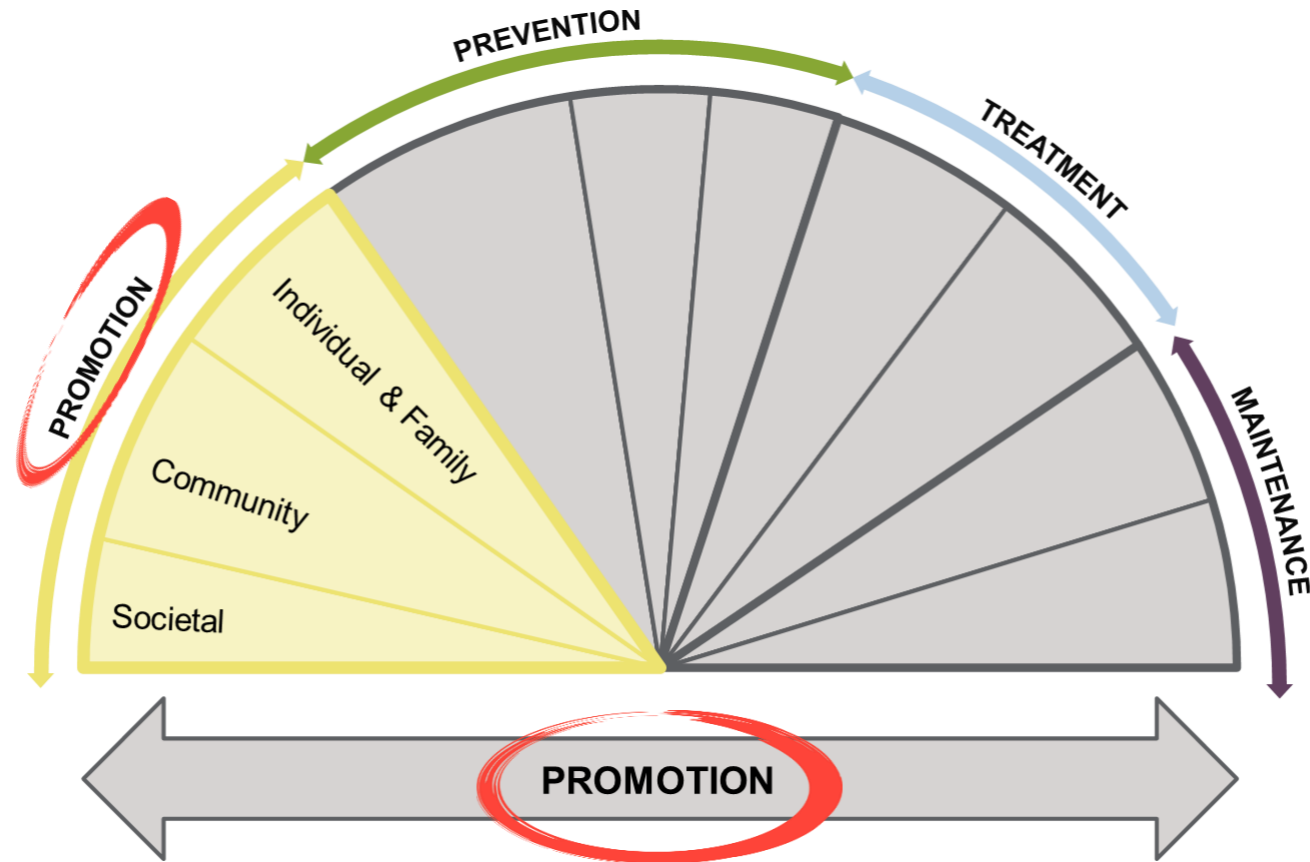 PREVENTION
TREATMENT
PROMOTION
MAINTENANCE
Individual & Family
Community
Societal
PROMOTION